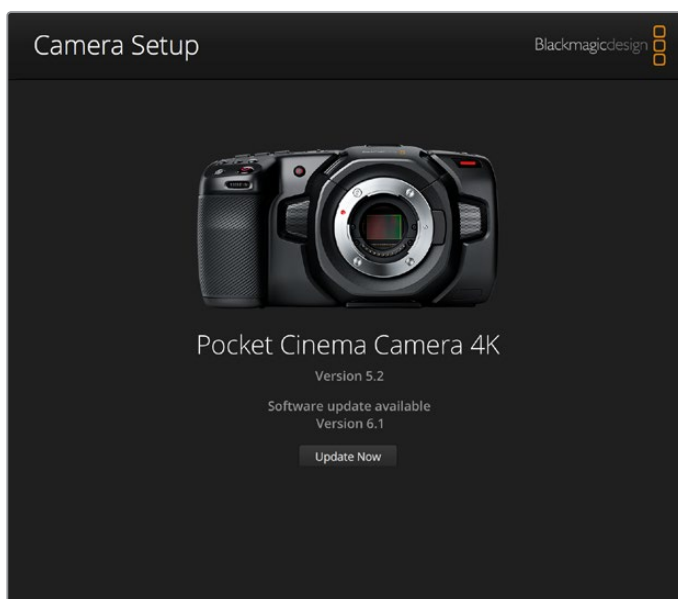 Camera Setup
Blackmagicdesign
Pocket Cinema Camera 4K
Version 5.2
Software update available
Version 6.1
Update Now